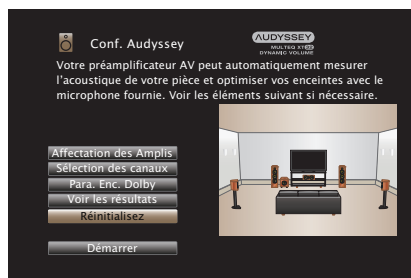 Conf. Audyssey
AUDYSSEY
MULTEQ XT32
DYNAMIC VOLUME
Votre préamplificateur AV peut automatiquement mesurer
l'acoustique de votre pièce et optimiser vos enceintes avec le
microphone fournie. Voir les éléments suivant si nécessaire.
Affectation des Amplis
Sélection des canaux
Para. Enc. Dolby
Voir les résultats
Réinitialisez
Démarrer